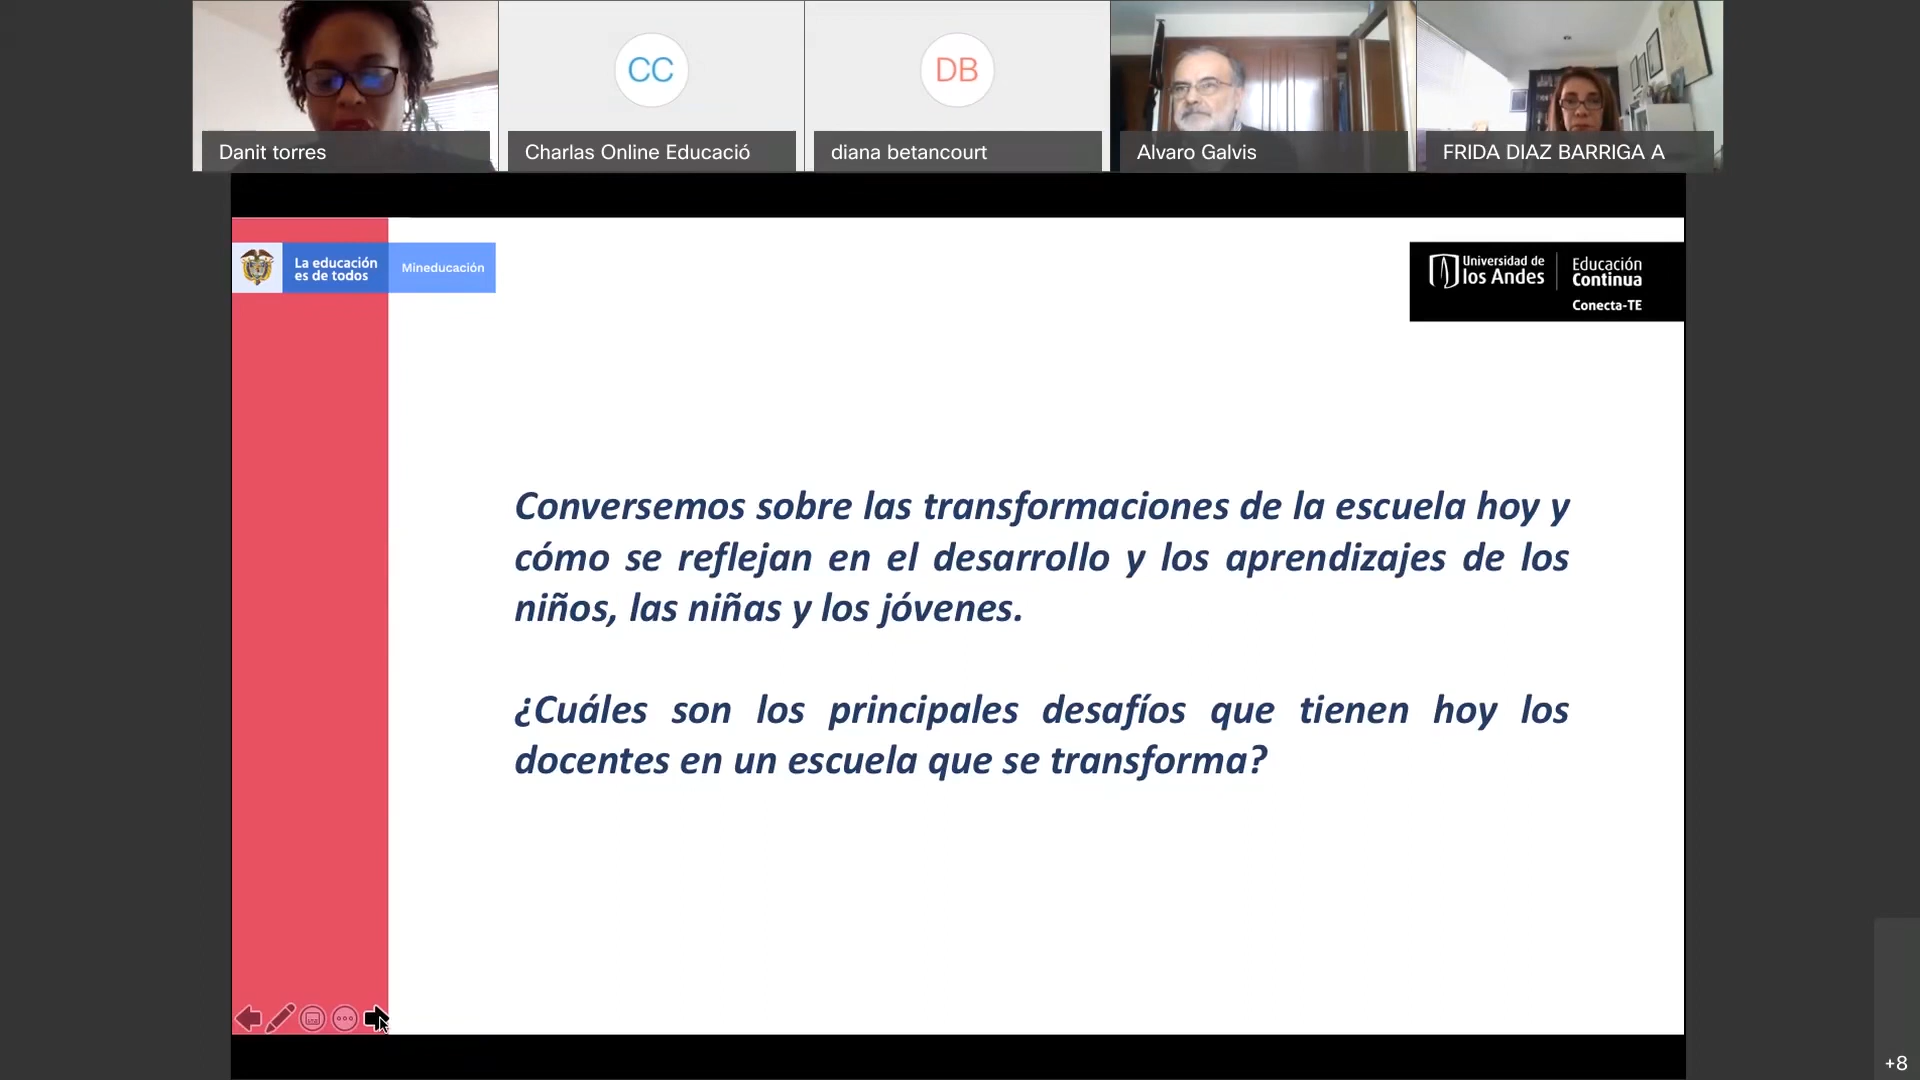 Danit torres
CC
Charlas Online Educació
DB
diana betancourt
Alvaro Galvis
FRIDA DIAZ BARRIGA A
La educación
es de todos
Mineducación
Universidad de
los Andes
Educación
Continua
Conecta-TE
Conversemos sobre las transformaciones de la escuela hoy y
cómo se reflejan en el desarrollo y los aprendizajes de los
niños, las niñas y los jóvenes.
¿Cuáles son los principales desafíos que tienen hoy los
docentes en un escuela que se transforma?
+8